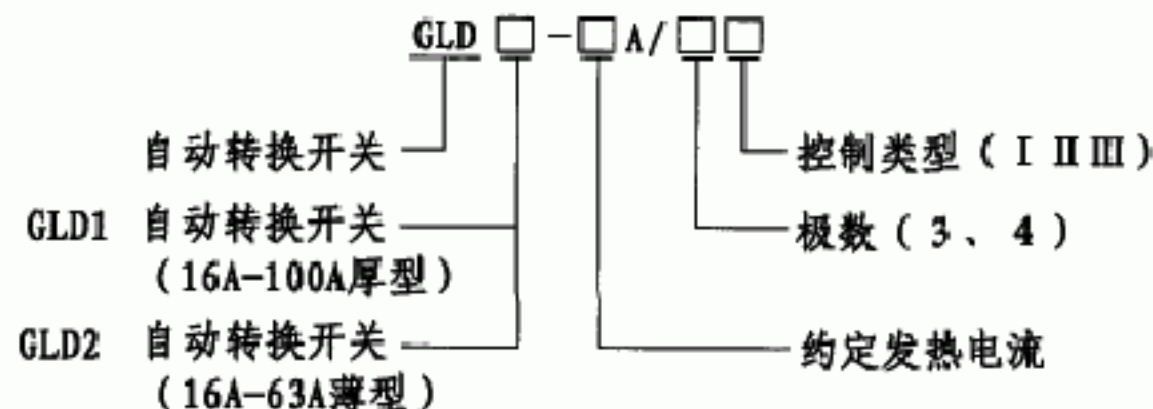 GLD □-□A/□□
自动转换开关
控制类型（Ⅰ Ⅱ Ⅲ）
GLD1 自动转换开关
（16A-100A厚型）
极数（3、4）
GLD2 自动转换开关
（16A-63A薄型）
约定发热电流